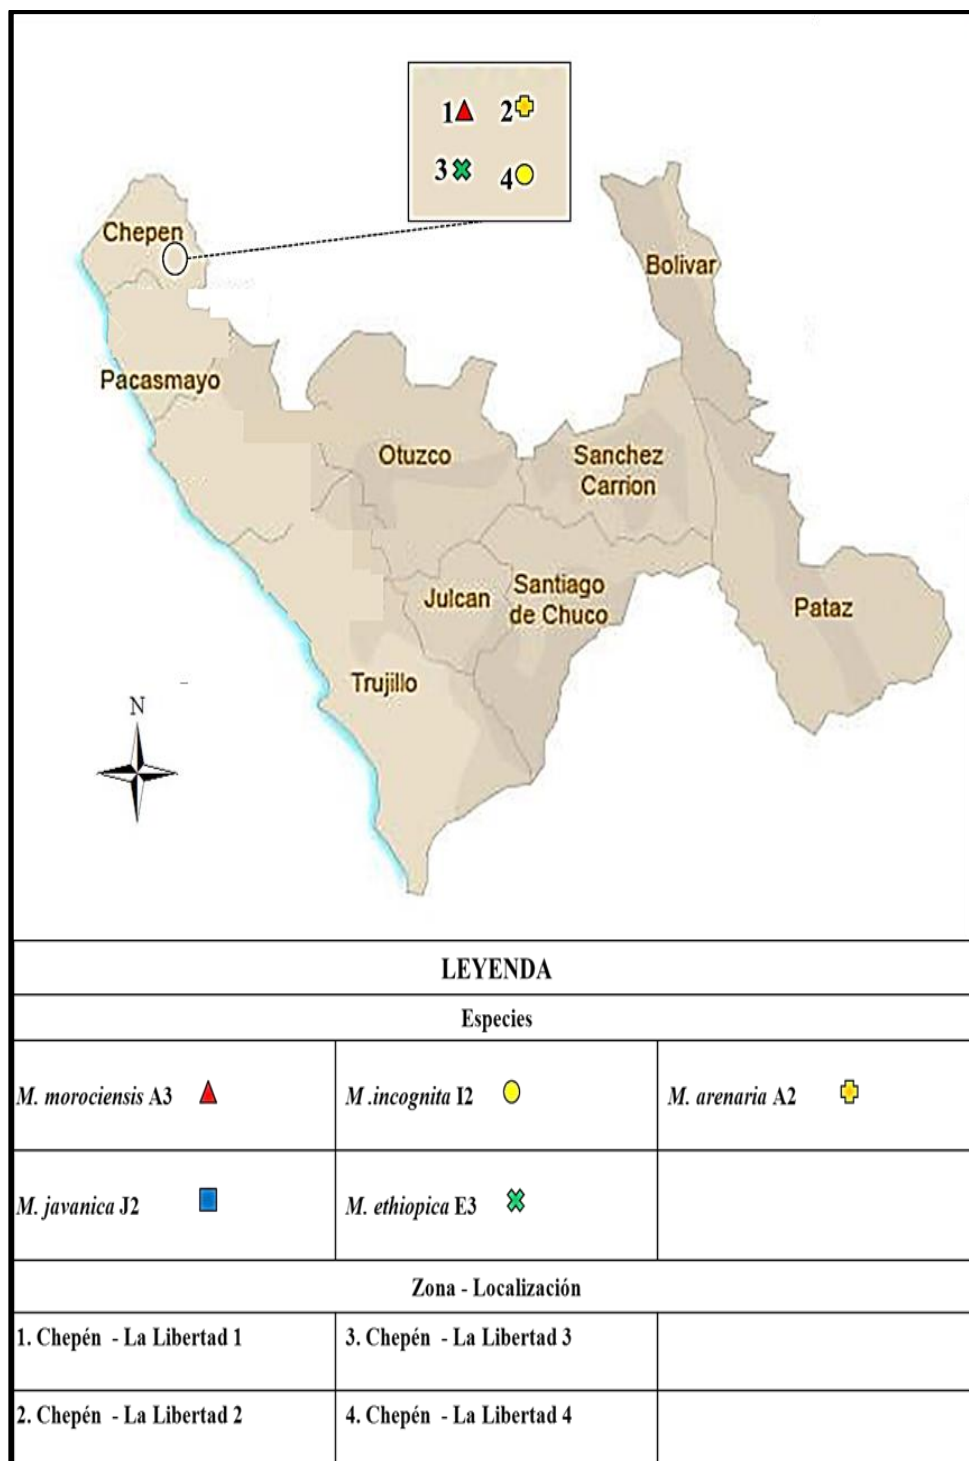 1 2
3 4
Chepen
Bolivar
Pacasmayo
Otuzco
Sanchez
Carrion
Julcan
Santiago
de Chuco
Pataz
Trujillo
N
LEYENDA
Especies
M. morociensis A3
M .incognita I2
M. arenaria A2
M. javanica J2
M. ethiopica E3
Zona - Localización
1. Chepén - La Libertad 1
3. Chepén - La Libertad 3
2. Chepén - La Libertad 2
4. Chepén - La Libertad 4